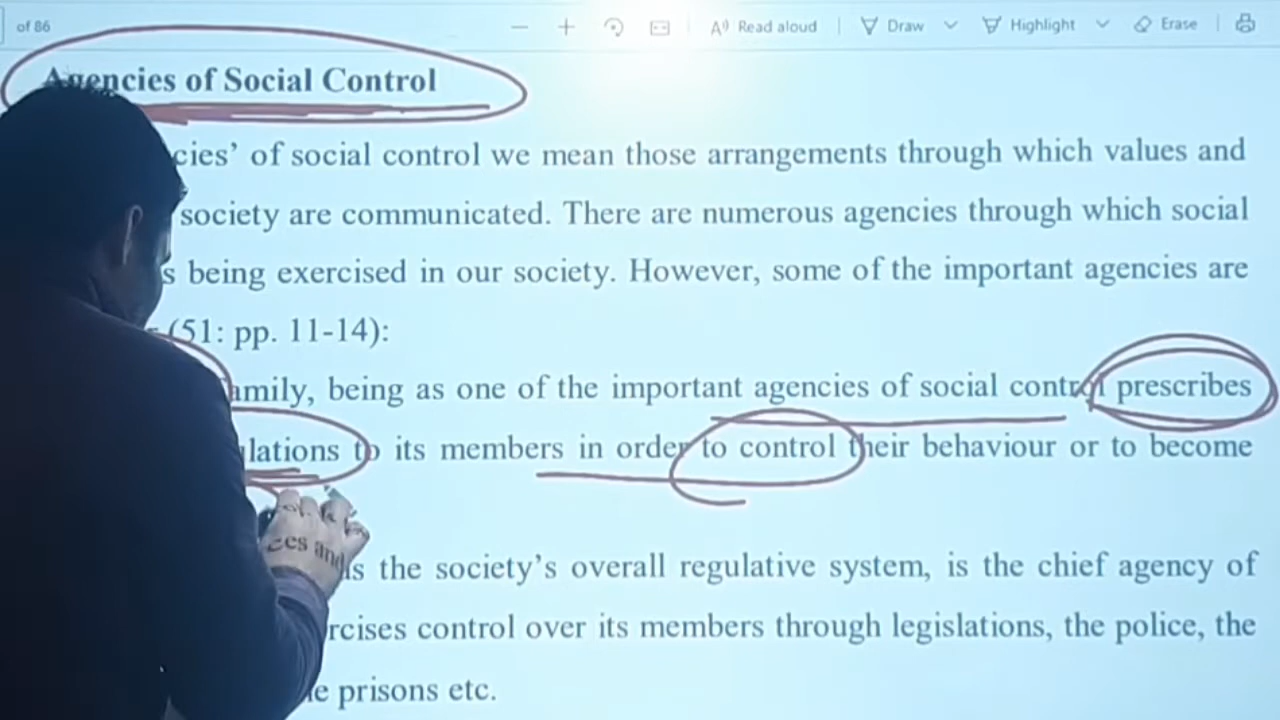 of 86 Read aloud Draw Highlight Erase
Agencies of Social Control
cies’ of social control we mean those arrangements through which values and
society are communicated. There are numerous agencies through which social
s being exercised in our society. However, some of the important agencies are
(51: pp. 11-14):
amily, being as one of the important agencies of social control prescribes
lations to its members in order to control their behaviour or to become
ces and
is the society’s overall regulative system, is the chief agency of
rcises control over its members through legislations, the police, the
prisons etc.